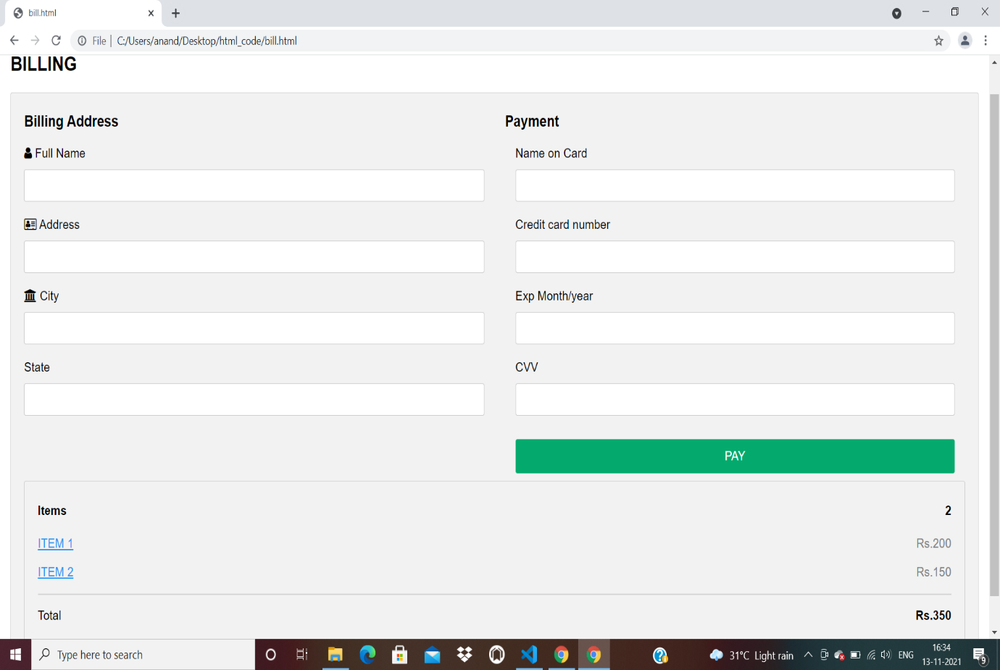 bill.html
File C:/Users/anand/Desktop/html_code/bill.html
BILLING
Billing Address
Full Name
Address
City
State
Payment
Name on Card
Credit card number
Exp Month/year
CVV
PAY
Items 2
ITEM 1 Rs.200
ITEM 2 Rs.150
Total Rs.350
Type here to search
31°C Light rain
ENG
16:34
13-11-2021
9